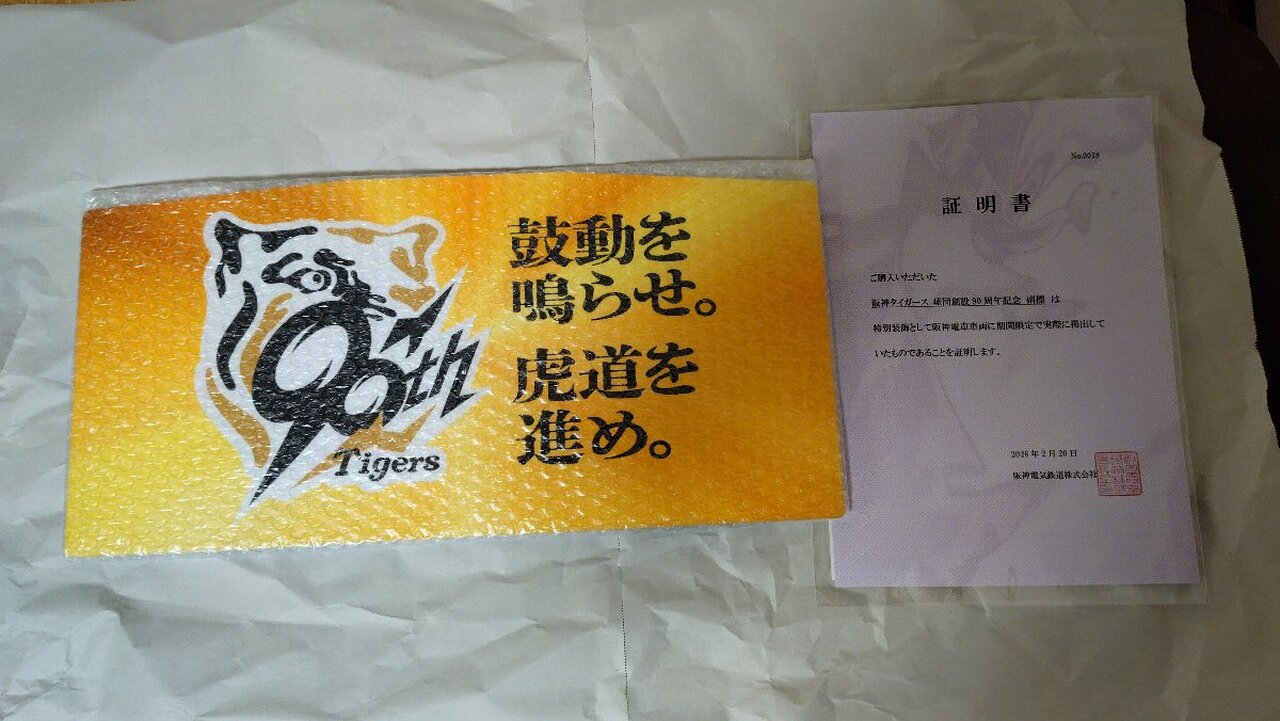 90th
Tigers
鼓動を
鳴らせ。
虎道を
進め。
No.0018
証明書
ご購入いただいた
阪神タイガース 球団創設90周年記念 副標 は
特別装飾として阪神電車車両に期間限定で実際に掲出して
いたものであることを証明します。
2026年2月20日
阪神電気鉄道株式会社